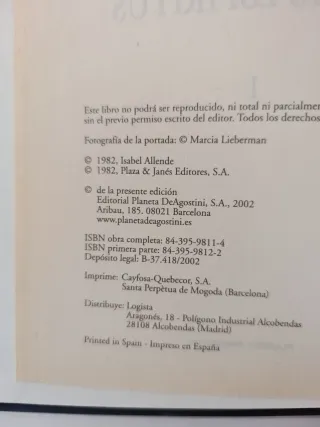 Este libro no podrá ser reproducido, ni total ni parcialmen
sin el previo permiso escrito del editor. Todos los derechos
Fotografía de la portada: © Marcia Lieberman
© 1982, Isabel Allende
© 1982, Plaza & Janés Editores, S.A.
© de la presente edición
Editorial Planeta DeAgostini, S.A., 2002
Aribau, 185. 08021 Barcelona
www.planetadeagostini.es
ISBN obra completa: 84-395-9811-4
ISBN primera parte: 84-395-9812-2
Depósito legal: B-37.418/2002
Imprime: Cayfosa-Quebecor, S.A.
Santa Perpètua de Mogoda (Barcelona)
Distribuye: Logista
Aragonés, 18 - Polígono Industrial Alcobendas
28108 Alcobendas (Madrid)
Printed in Spain - Impreso en España